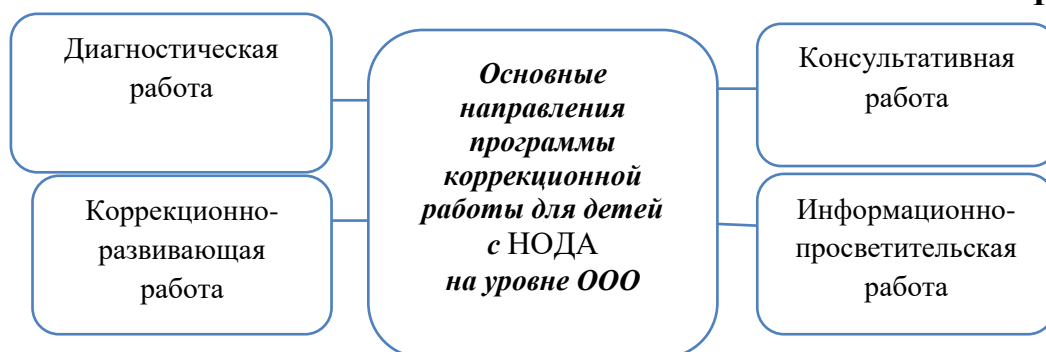 Диагностическая
работа
Коррекционно-
развивающая
работа
Основные
направления
программы
коррекционной
работы для детей
с НОДА
на уровне ООО
Консультативная
работа
Информационно-
просветительская
работа